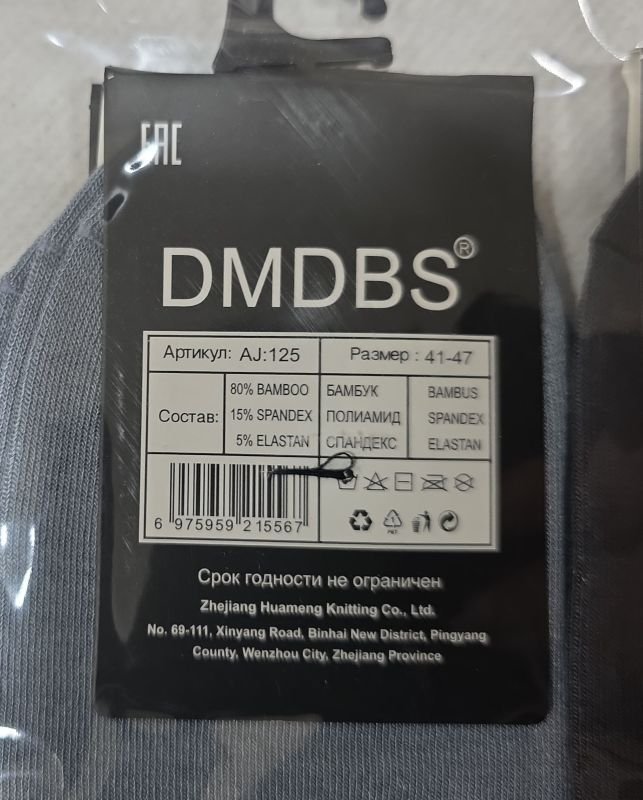 EAC
DMDBS®
Артикул: AJ:125
Размер : 41-47
Состав:
80% BAMBOO
15% SPANDEX
5% ELASTAN
БАМБУК
ПОЛИАМИД
СПАНДЕКС
BAMBUS
SPANDEX
ELASTAN
6 975959 215567
Срок годности не ограничен
Zhejiang Huameng Knitting Co., Ltd.
No. 69-111, Xinyang Road, Binhai New District, Pingyang
County, Wenzhou City, Zhejiang Province